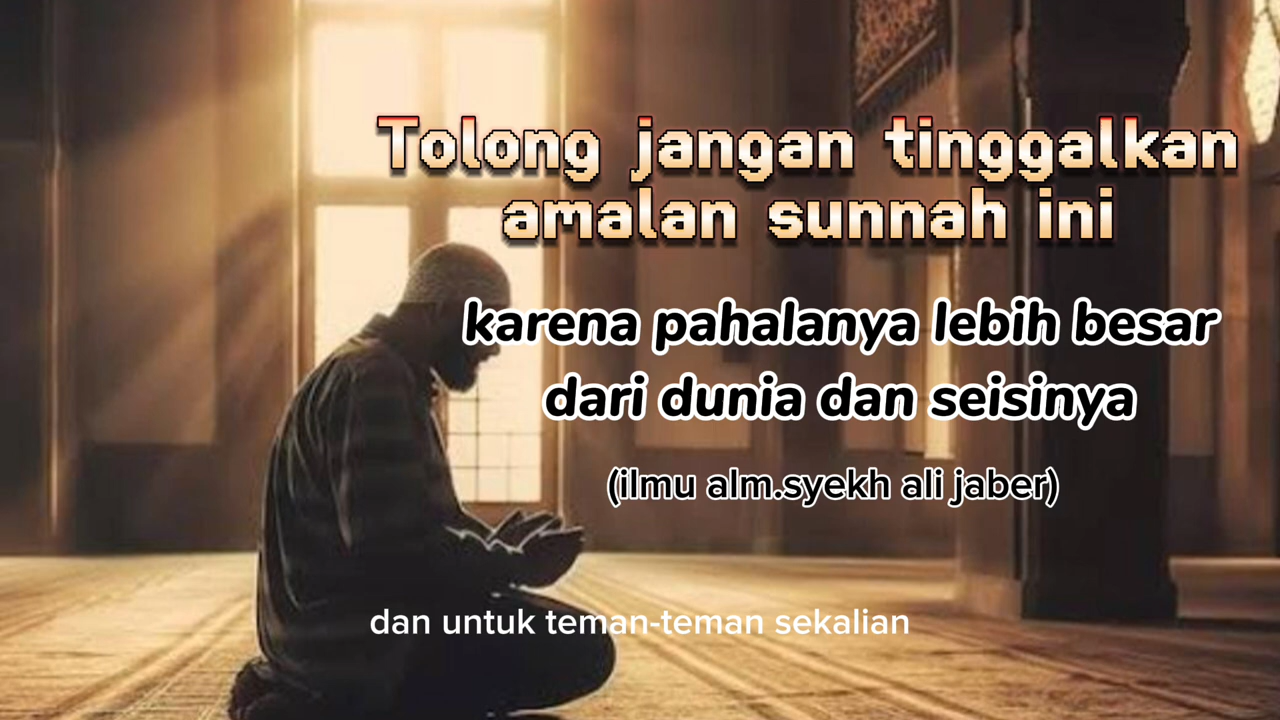 Tolong jangan tinggalkan
amalan sunnah ini
karena pahalanya lebih besar
dari dunia dan seisinya
(ilmu alm.syekh ali jaber)
dan untuk teman-teman sekalian